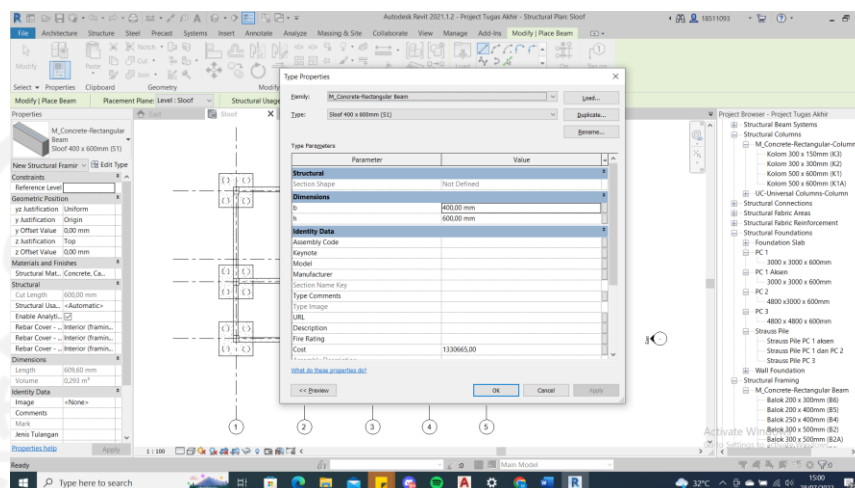 Autodesk Revit 2021.1.2 - Project Tugas Akhir - Structural Plan: Sloof
18511093
File Architecture Structure Steel Precast Systems Insert Annotate Analyze Massing & Site Collaborate View Manage Add-Ins Modify | Place Beam
Modify
Paste
Notch
Cut
Join
Load
Select Properties Clipboard Geometry Modify
Modify | Place Beam Placement Plane: Level : Sloof Structural Usage
Properties
East
Sloof
M_Concrete-Rectangular
Beam
Sloof 400 x 600mm (S1)
New Structural Framir Edit Type
Constraints
Reference Level
Geometric Position
yz Justification Uniform
y Justification Origin
y Offset Value 0,00 mm
z Justification Top
z Offset Value 0,00 mm
Materials and Finishes
Structural Mat... Concrete, Ca...
Structural
Cut Length 600,00 mm
Structural Usa... <Automatic>
Enable Analyti...
Rebar Cover - ... Interior (framin...
Rebar Cover - ... Interior (framin...
Rebar Cover - ... Interior (framin...
Dimensions
Length 609,60 mm
Volume 0,293 m³
Identity Data
Image <None>
Comments
Mark
Jenis Tulangan
Properties help Apply
Type Properties
Family: M_Concrete-Rectangular Beam Load...
Type: Sloof 400 x 600mm (S1) Duplicate...
Rename...
Type Parameters
Parameter Value
Structural
Section Shape Not Defined
Dimensions
b 400,00 mm
h 600,00 mm
Identity Data
Assembly Code
Keynote
Model
Manufacturer
Section Name Key
Type Comments
Type Image
URL
Description
Fire Rating
Cost 1330665,00
What do these properties do?
<< Preview OK Cancel Apply
1 2 3 4 5
East
Project Browser - Project Tugas Akhir
Structural Beam Systems
Structural Columns
M_Concrete-Rectangular-Column
Kolom 300 x 150mm (K3)
Kolom 300 x 300mm (K2)
Kolom 500 x 600mm (K1)
Kolom 500 x 600mm (K1A)
UC-Universal Columns-Column
Structural Connections
Structural Fabric Areas
Structural Fabric Reinforcement
Structural Foundations
Foundation Slab
PC 1
3000 x 3000 x 600mm
PC 1 Aksen
3000 x 3000 x 600mm
PC 2
4800 x3000 x 600mm
PC 3
4800 x 4800 x 600mm
Strauss Pile
Strauss Pile PC 1 aksen
Strauss Pile PC 1 dan PC 2
Strauss Pile PC 3
Wall Foundation
Structural Framing
M_Concrete-Rectangular Beam
Balok 200 x 300mm (B6)
Balok 200 x 400mm (B5)
Balok 250 x 400mm (B4)
Balok 300 x 500mm (B2)
Balok 300 x 500mm (B2A)
1 : 100
Ready
Main Model
Type here to search
32°C
15:00